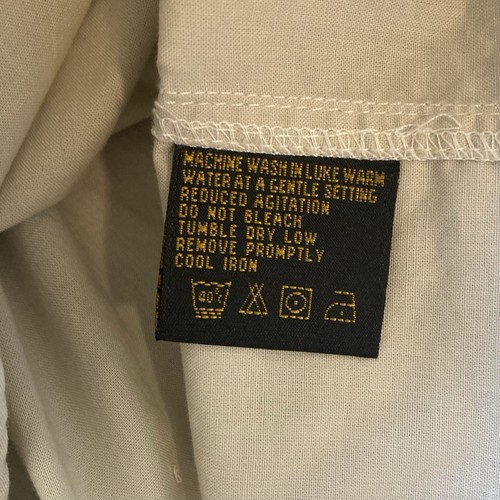 MACHINE WASH IN LUKE WARM
WATER AT A GENTLE SETTING
REDUCED AGITATION
DO NOT BLEACH
TUMBLE DRY LOW
REMOVE PROMPTLY
COOL IRON
40°C